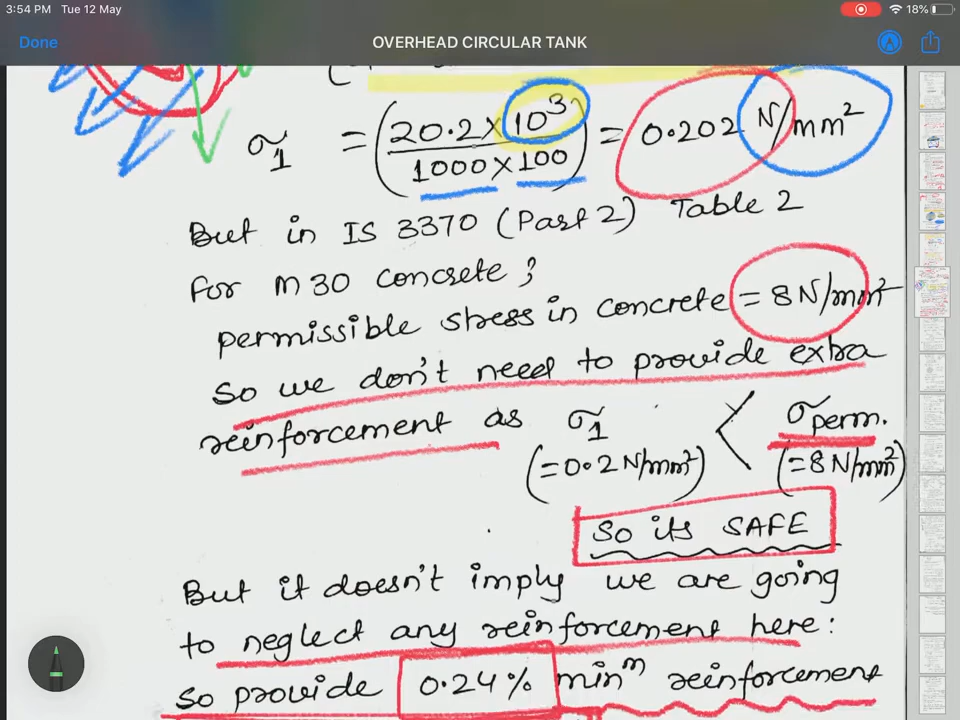 3:54 PM Tue 12 May
18%
Done
OVERHEAD CIRCULAR TANK
σ1 = (20.2 × 10³ / 1000 × 100) = 0.202 N/mm²
But in IS 3370 (Part 2) Table 2
for M30 concrete;
permissible stress in concrete = 8N/mm²
So we don't need to provide extra
reinforcement as σ1 < σperm.
(=0.2N/mm²) (=8N/mm²)
So its SAFE
But it doesn't imply we are going
to neglect any reinforcement here:
So provide 0.24% minᵐ reinforcement